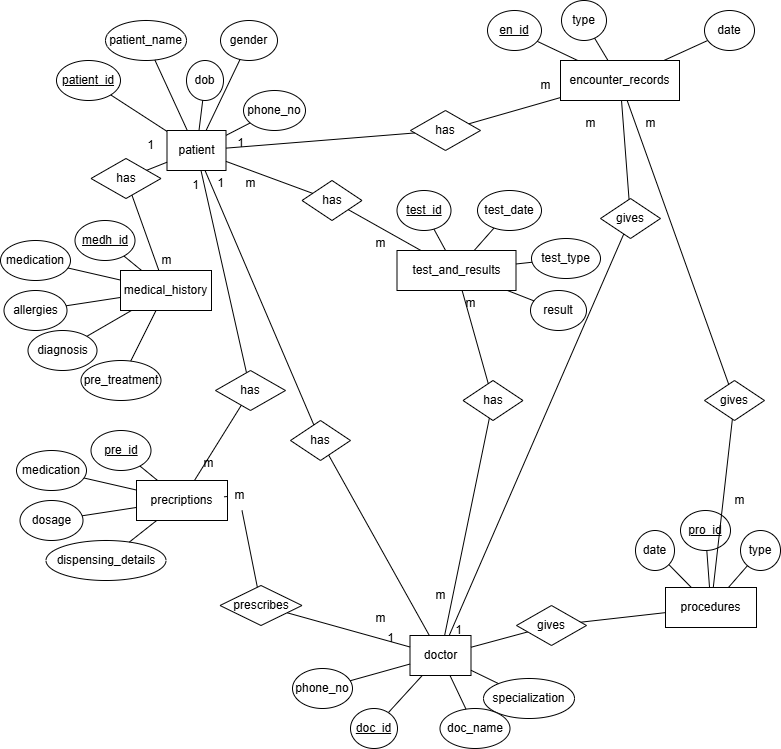 type
en_id
date
patient_name
gender
patient_id
dob
encounter_records
m
phone_no
m
m
has
1
1
patient
has
1
1
m
has
test_id
test_date
gives
medh_id
m
test_type
medication
m
test_and_results
medical_history
m
allergies
result
diagnosis
pre_treatment
has
has
gives
has
pre_id
m
medication
precriptions
m
m
dosage
pro_id
date
type
dispensing_details
m
prescribes
procedures
m
gives
1
1
doctor
phone_no
specialization
doc_id
doc_name